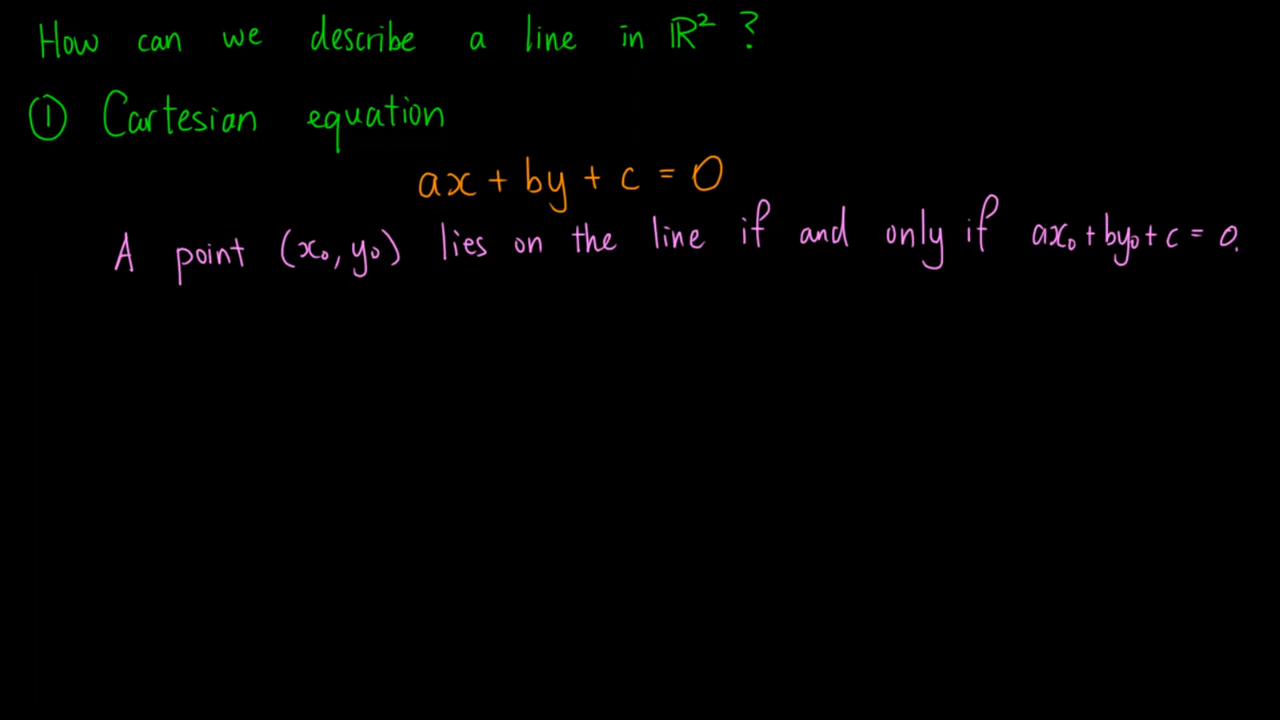 How can we describe a line in ℝ² ?
① Cartesian equation
ax + by + c = 0
A point (x₀, y₀) lies on the line if and only if ax₀ + by₀ + c = 0.